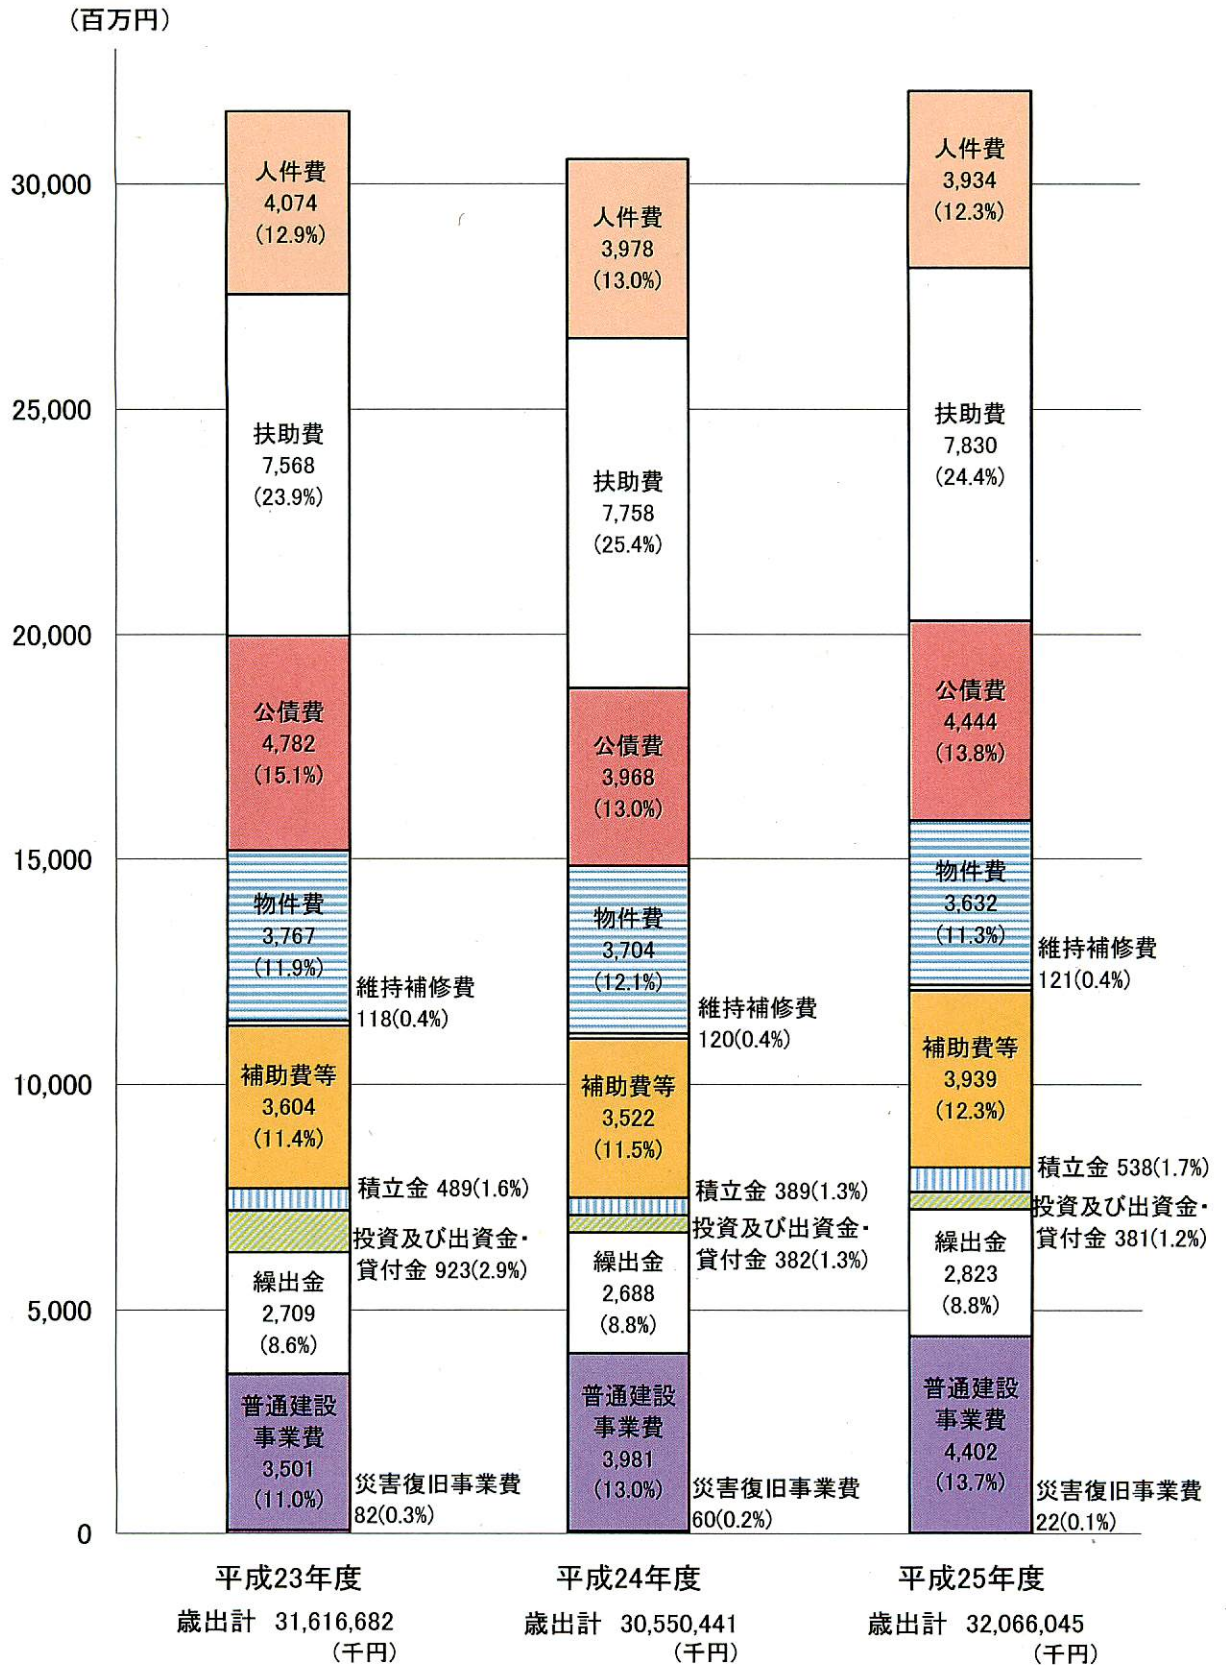 (百万円)
30,000
25,000
20,000
15,000
10,000
5,000
0
人件費
4,074
(12.9%)
扶助費
7,568
(23.9%)
公債費
4,782
(15.1%)
物件費
3,767
(11.9%)
維持補修費
118(0.4%)
補助費等
3,604
(11.4%)
積立金 489(1.6%)
投資及び出資金・
貸付金 923(2.9%)
繰出金
2,709
(8.6%)
普通建設
事業費
3,501
(11.0%)
災害復旧事業費
82(0.3%)
平成23年度
歳出計 31,616,682
(千円)
人件費
3,978
(13.0%)
扶助費
7,758
(25.4%)
公債費
3,968
(13.0%)
物件費
3,704
(12.1%)
維持補修費
120(0.4%)
補助費等
3,522
(11.5%)
積立金 389(1.3%)
投資及び出資金・
貸付金 382(1.3%)
繰出金
2,688
(8.8%)
普通建設
事業費
3,981
(13.0%)
災害復旧事業費
60(0.2%)
平成24年度
歳出計 30,550,441
(千円)
人件費
3,934
(12.3%)
扶助費
7,830
(24.4%)
公債費
4,444
(13.8%)
物件費
3,632
(11.3%)
維持補修費
121(0.4%)
補助費等
3,939
(12.3%)
積立金 538(1.7%)
投資及び出資金・
貸付金 381(1.2%)
繰出金
2,823
(8.8%)
普通建設
事業費
4,402
(13.7%)
災害復旧事業費
22(0.1%)
平成25年度
歳出計 32,066,045
(千円)